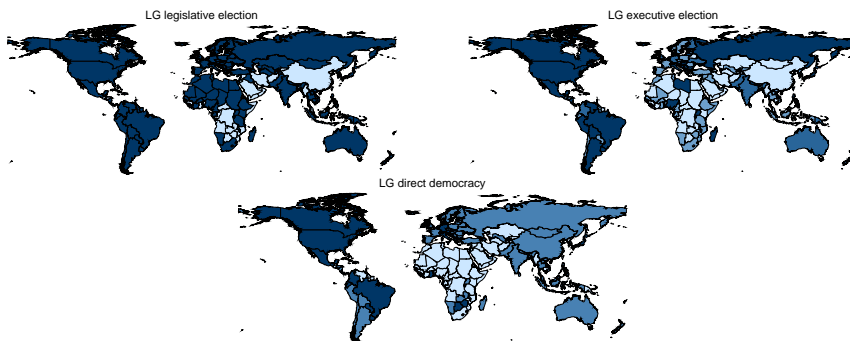 LG legislative election
LG executive election
LG direct democracy